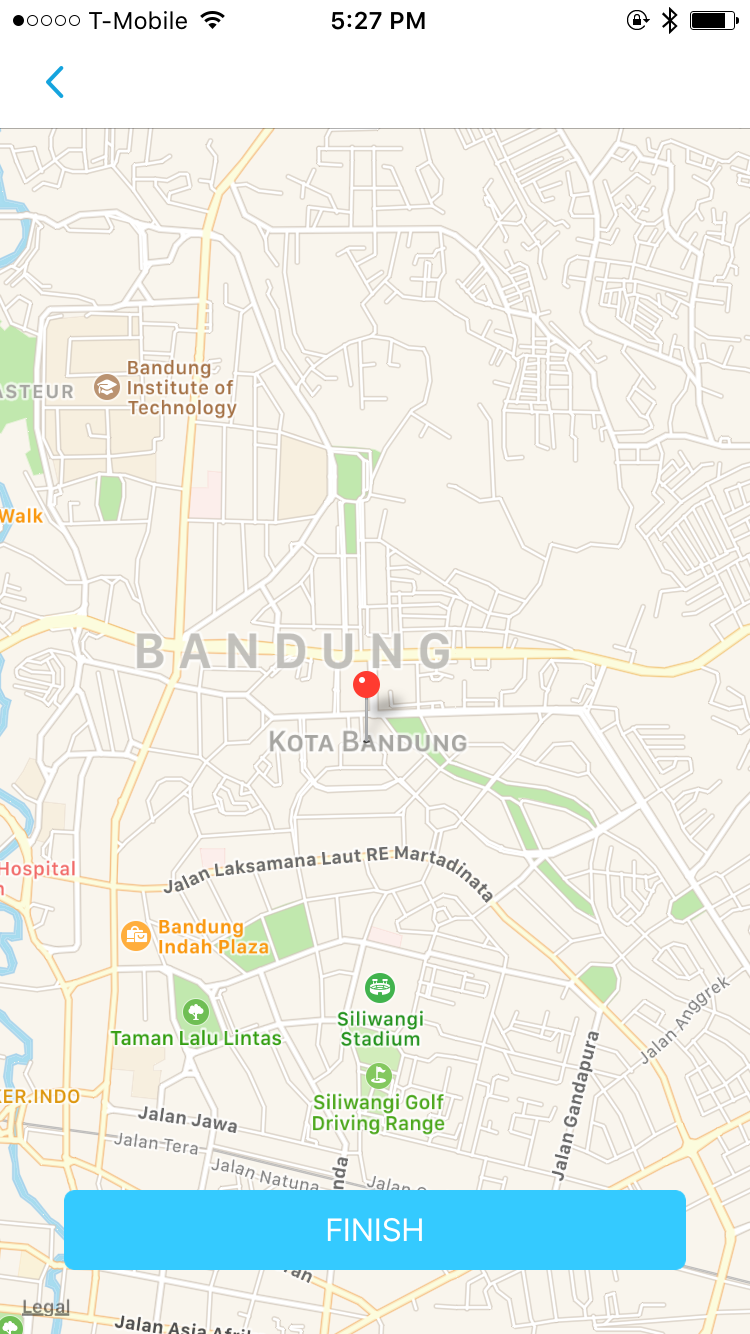 T-Mobile 5:27 PM
Bandung
Institute of
Technology
ASTEUR
Walk
BANDUNG
KOTA BANDUNG
Jalan Laksamana Laut RE Martadinata
Hospital
Bandung
Indah Plaza
Siliwangi
Stadium
Taman Lalu Lintas
Jalan Anggrek
Jalan Gandapura
Siliwangi Golf
Driving Range
ER.INDO
Jalan Jawa
Jalan Tera
Jalan Natuna
nda
Jalan
FINISH
an
Legal
Jalan Asia Afri